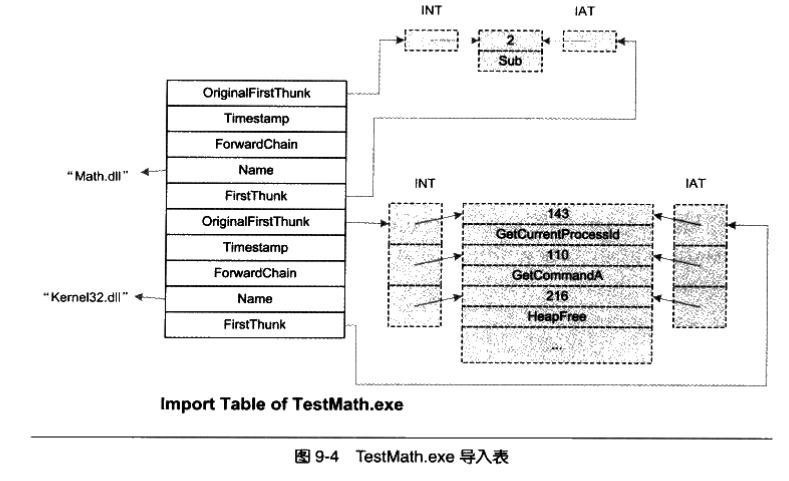 INT
IAT
2
Sub
OriginalFirstThunk
Timestamp
ForwardChain
Name
FirstThunk
“Math.dll”
INT
IAT
OriginalFirstThunk
Timestamp
ForwardChain
Name
FirstThunk
“Kernel32.dll”
143
GetCurrentProcessId
110
GetCommandA
216
HeapFree
...
Import Table of TestMath.exe
图 9-4 TestMath.exe 导入表